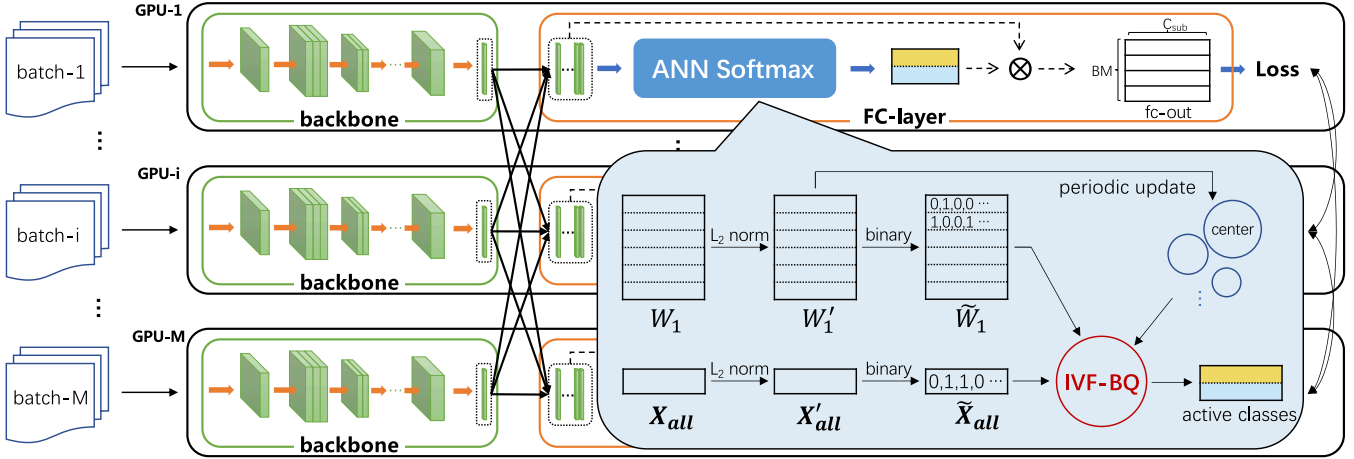 GPU-1
batch-1
backbone
...
ANN Softmax
FC-layer
C_sub
BM
fc-out
Loss
...
GPU-i
batch-i
backbone
...
periodic update
0,1,0,0 ...
1,0,0,1 ...
L₂ norm
binary
center
...
W₁
W₁′
W̃₁
...
GPU-M
batch-M
backbone
...
L₂ norm
binary
0,1,1,0 ...
IVF-BQ
X_all
X′_all
X̃_all
active classes